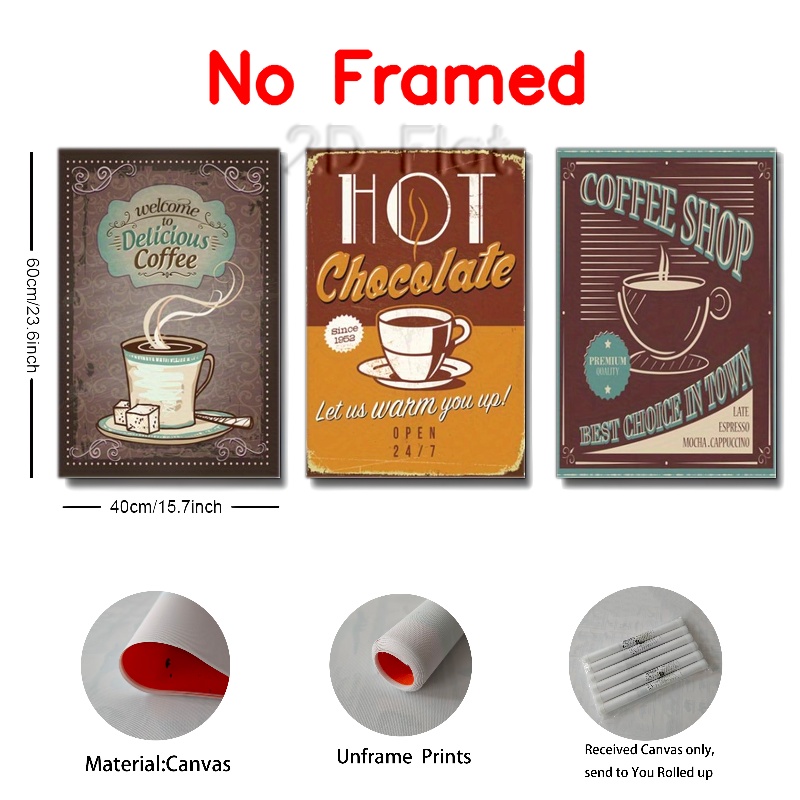 No Framed
2D Flat
60cm/23.6inch
welcome
to
Delicious
Coffee
HOT
Chocolate
Since
1952
Let us warm you up!
OPEN
24/7
COFFEE SHOP
PREMIUM
QUALITY
BEST CHOICE IN TOWN
LATE
ESPRESSO
MOCHA.CAPPUCCINO
40cm/15.7inch
Material:Canvas
Unframe Prints
Received Canvas only,
send to You Rolled up